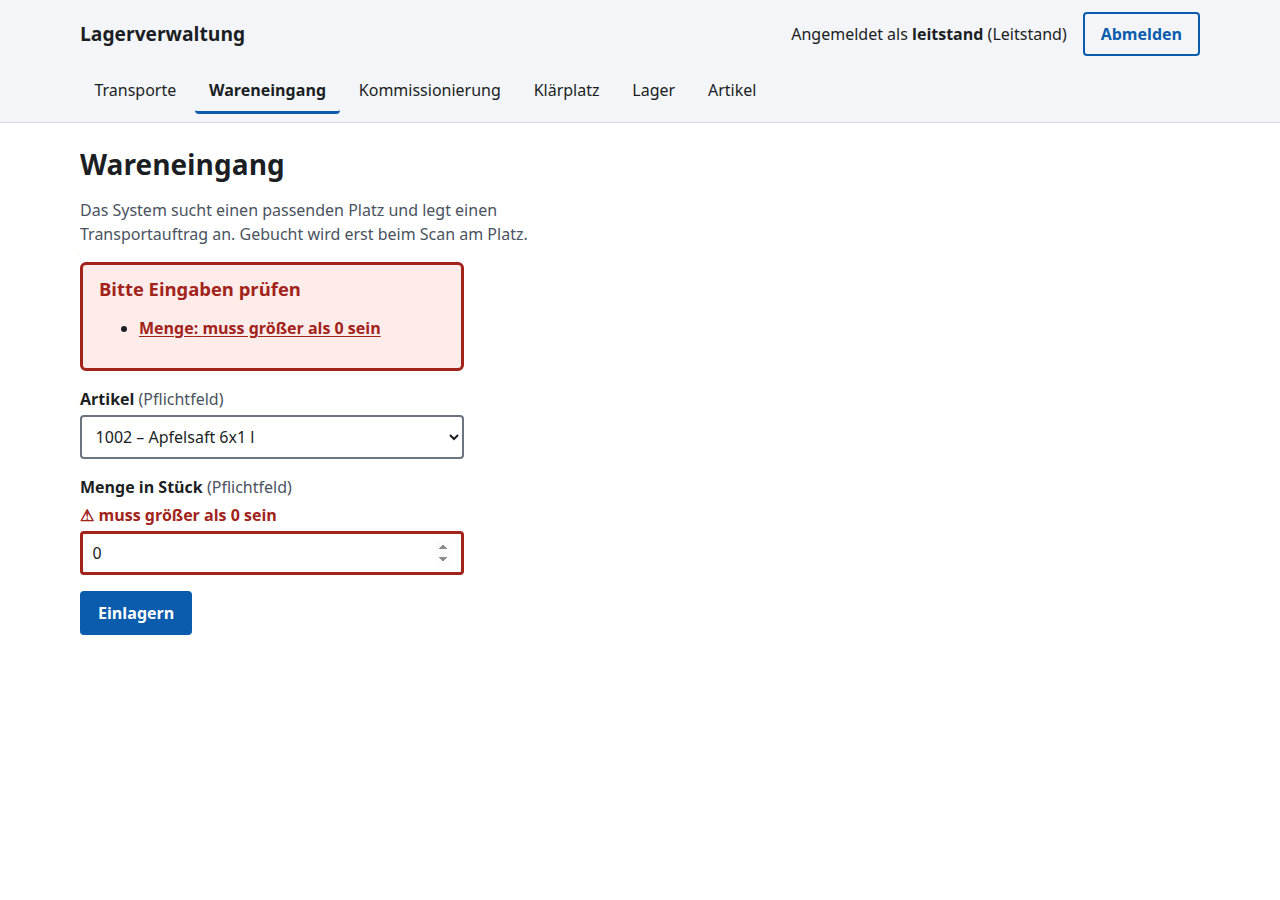 Lagerverwaltung
Angemeldet als leitstand (Leitstand)
Abmelden
Transporte
Wareneingang
Kommissionierung
Klärplatz
Lager
Artikel
Wareneingang
Das System sucht einen passenden Platz und legt einen
Transportauftrag an. Gebucht wird erst beim Scan am Platz.
Bitte Eingaben prüfen
• Menge: muss größer als 0 sein
Artikel (Pflichtfeld)
1002 – Apfelsaft 6x1 l
Menge in Stück (Pflichtfeld)
⚠ muss größer als 0 sein
0
Einlagern